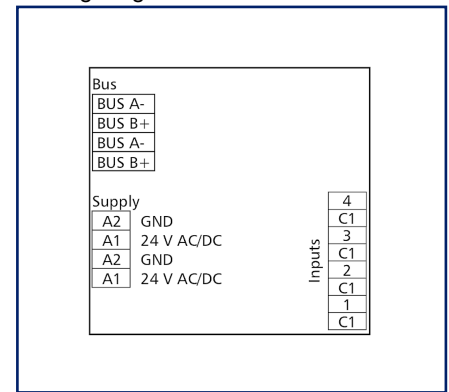 Bus
BUS A-
BUS B+
BUS A-
BUS B+
Supply
A2 GND
A1 24 V AC/DC
A2 GND
A1 24 V AC/DC
Inputs
4
C1
3
C1
2
C1
1
C1